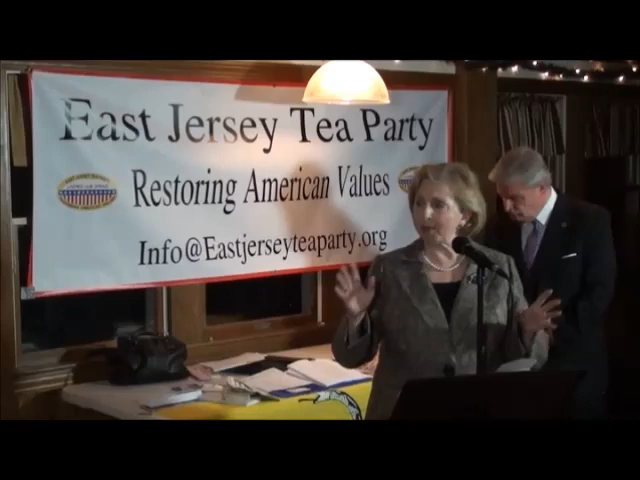 East Jersey Tea Party
Restoring American Values
Info@Eastjerseyteaparty.org